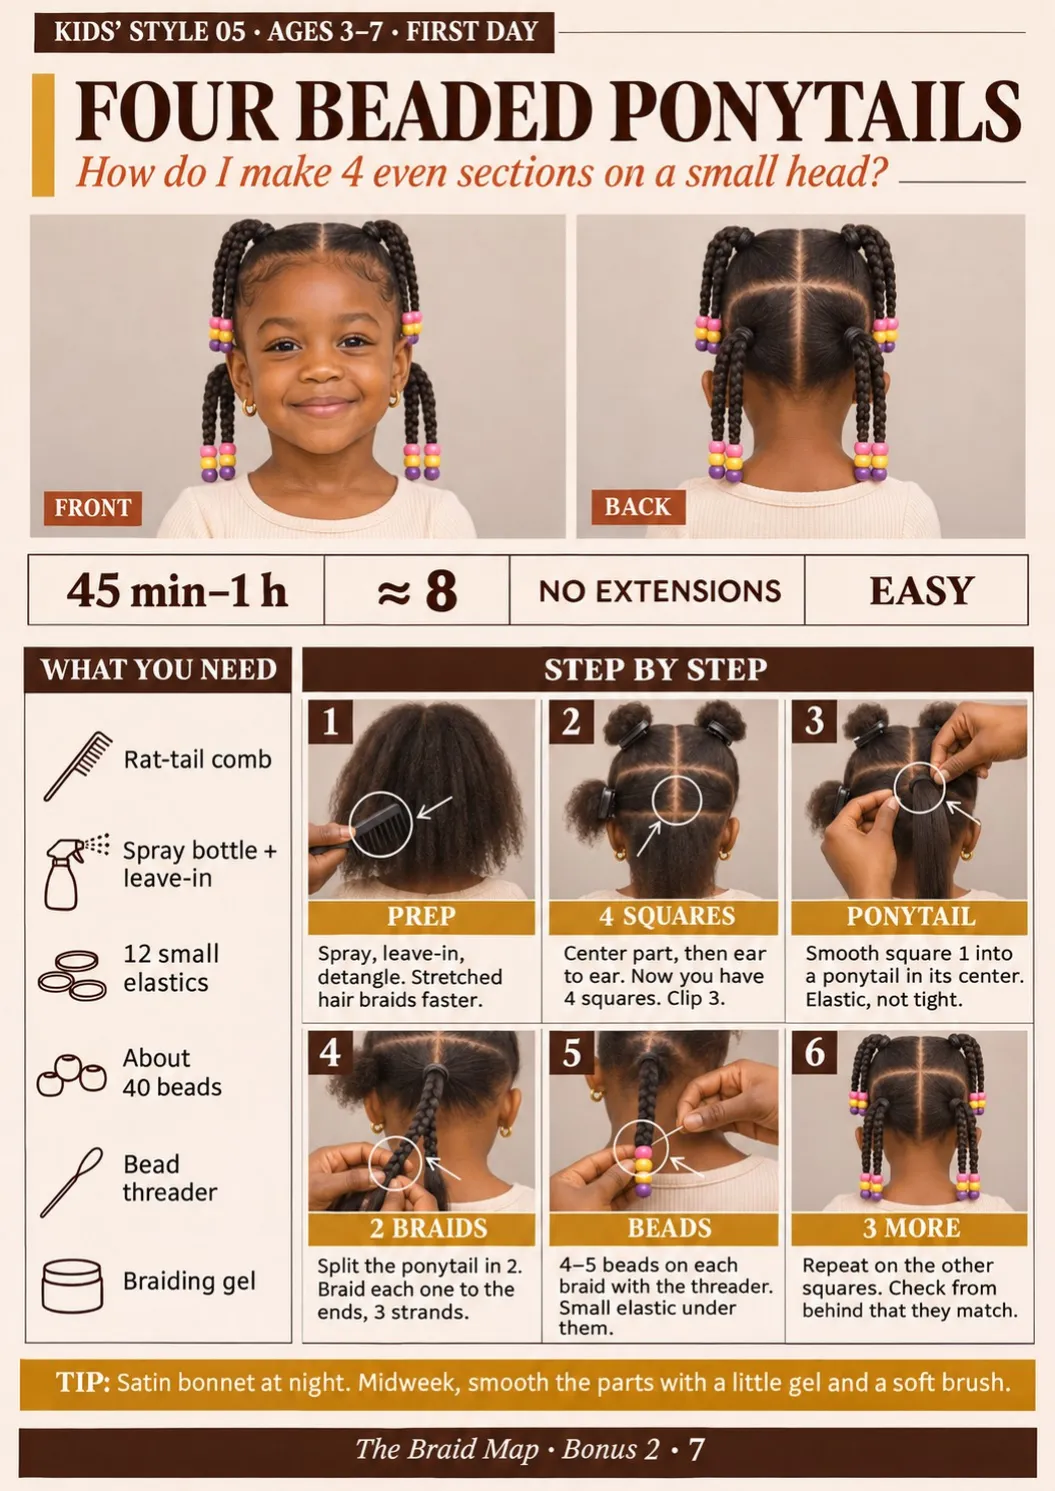 KIDS' STYLE 05 · AGES 3–7 · FIRST DAY
FOUR BEADED PONYTAILS
How do I make 4 even sections on a small head?
FRONT
BACK
45 min–1 h
≈ 8
NO EXTENSIONS
EASY
WHAT YOU NEED
Rat-tail comb
Spray bottle +
leave-in
12 small
elastics
About
40 beads
Bead
threader
Braiding gel
STEP BY STEP
1
PREP
Spray, leave-in,
detangle. Stretched
hair braids faster.
2
4 SQUARES
Center part, then ear
to ear. Now you have
4 squares. Clip 3.
3
PONYTAIL
Smooth square 1 into
a ponytail in its center.
Elastic, not tight.
4
2 BRAIDS
Split the ponytail in 2.
Braid each one to the
ends, 3 strands.
5
BEADS
4–5 beads on each
braid with the threader.
Small elastic under
them.
6
3 MORE
Repeat on the other
squares. Check from
behind that they match.
TIP: Satin bonnet at night. Midweek, smooth the parts with a little gel and a soft brush.
The Braid Map · Bonus 2 · 7